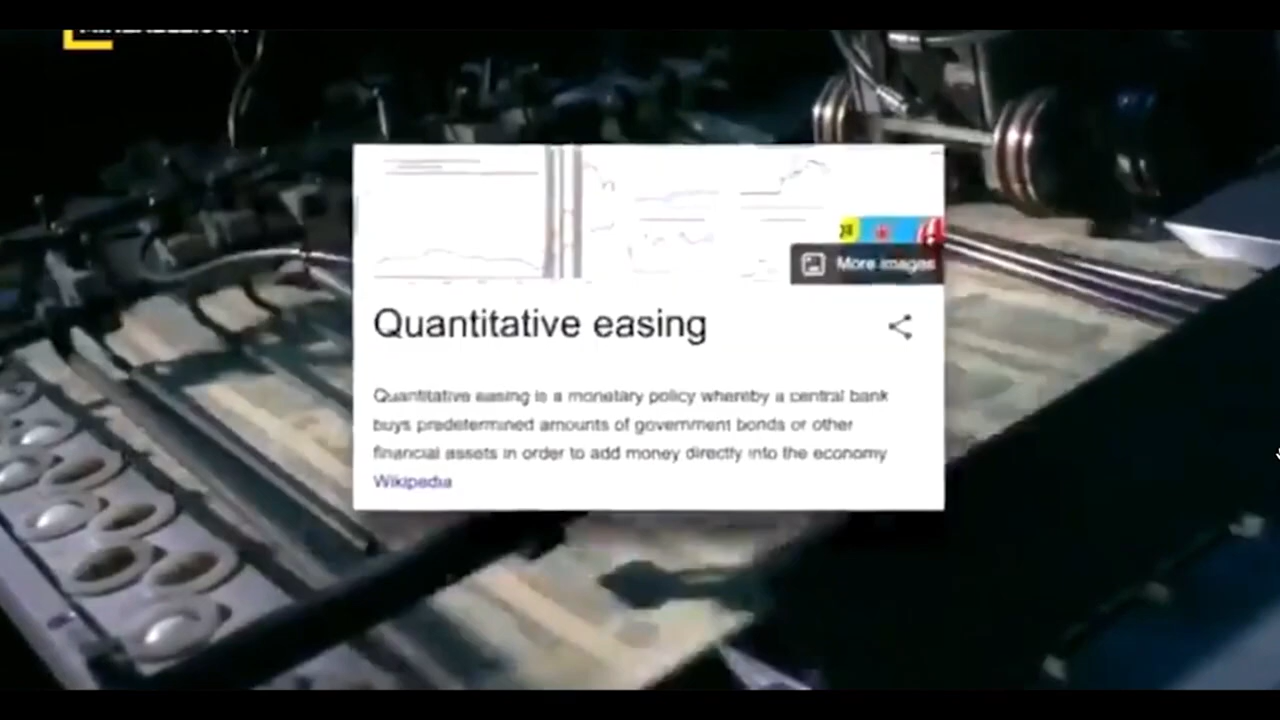 More images
Quantitative easing
Quantitative easing is a monetary policy whereby a central bank
buys predetermined amounts of government bonds or other
financial assets in order to add money directly into the economy
Wikipedia